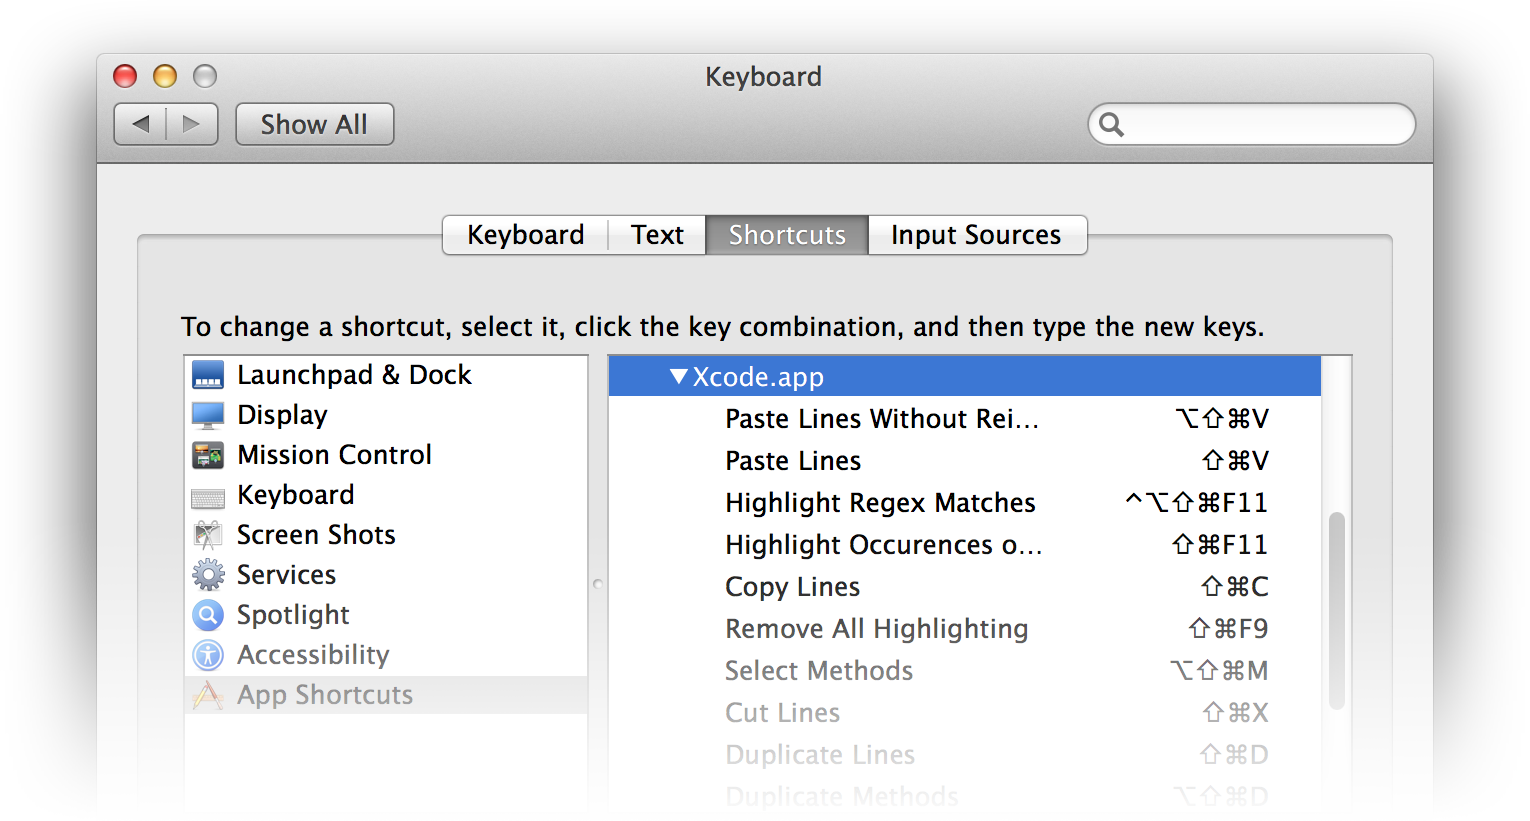 Keyboard
Show All
Keyboard Text Shortcuts Input Sources
To change a shortcut, select it, click the key combination, and then type the new keys.
Launchpad & Dock
Display
Mission Control
Keyboard
Screen Shots
Services
Spotlight
Accessibility
App Shortcuts
▼Xcode.app
Paste Lines Without Rei... ⌥⇧⌘V
Paste Lines ⇧⌘V
Highlight Regex Matches ^⌥⇧⌘F11
Highlight Occurences o... ⇧⌘F11
Copy Lines ⇧⌘C
Remove All Highlighting ⇧⌘F9
Select Methods ⌥⇧⌘M
Cut Lines ⇧⌘X
Duplicate Lines ⇧⌘D
Duplicate Methods ⌥⇧⌘D